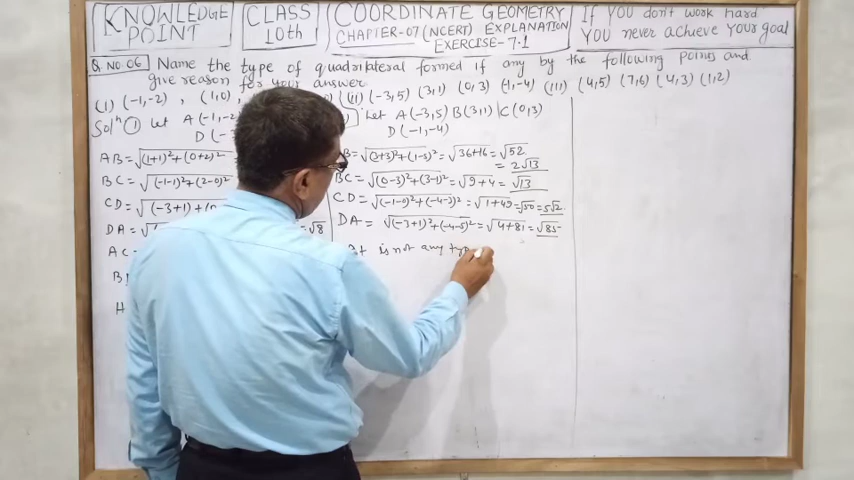 KNOWLEDGE POINT
CLASS 10th
COORDINATE GEOMETRY
CHAPTER-07 (NCERT) EXPLANATION
EXERCISE-7.1
If YOU don't work hard
YOU never achieve Your goal
Q NO.06 Name the type of quadrilateral formed if any by the following points and
give reason for your answer
(1) (-1,-2) , (1,0) (ii) (-3,5) (3,1) (0,3) (-1,-4) (iii) (4,5) (7,6) (4,3) (1,2)
Solⁿ ① Let A(-1,-2
D(-
AB=√(1+1)²+(0+2)²
BC=√(-1-1)²+(2-0)²
CD=√(-3+1)+(0
DA=√ =√8
AC=
B
H
Let A(-3,5) B(3,1) C(0,3)
D(-1,-4)
B=√(3+3)²+(1-5)²=√36+16=√52
=2√13
BC=√(0-3)²+(3-1)²=√9+4=√13
CD=√(-1-0)²+(-4-3)²=√1+49=√50=5√2.
DA=√(-3+1)²+(-4-5)²=√4+81=√85
is not any typ